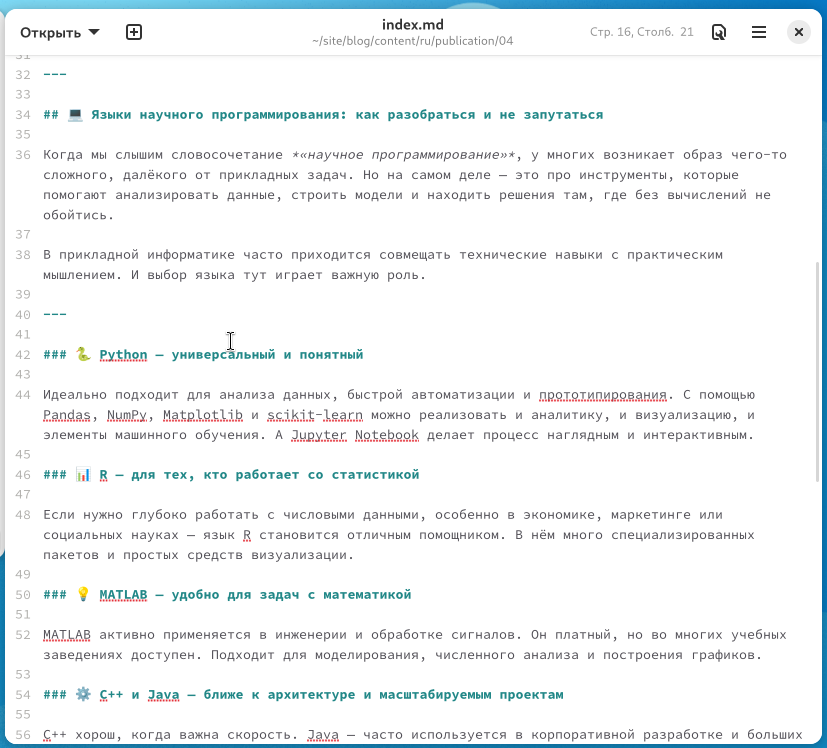 Открыть
index.md
~/site/blog/content/ru/publication/04
Стр. 16, Столб. 21
31
32 ---
33
34 ## 💻 Языки научного программирования: как разобраться и не запутаться
35
36 Когда мы слышим словосочетание *«научное программирование»*, у многих возникает образ чего-то
сложного, далёкого от прикладных задач. Но на самом деле — это про инструменты, которые
помогают анализировать данные, строить модели и находить решения там, где без вычислений не
обойтись.
37
38 В прикладной информатике часто приходится совмещать технические навыки с практическим
мышлением. И выбор языка тут играет важную роль.
39
40 ---
41
42 ### 🐍 Python — универсальный и понятный
43
44 Идеально подходит для анализа данных, быстрой автоматизации и прототипирования. С помощью
Pandas, NumPy, Matplotlib и scikit-learn можно реализовать и аналитику, и визуализацию, и
элементы машинного обучения. А Jupyter Notebook делает процесс наглядным и интерактивным.
45
46 ### 📊 R — для тех, кто работает со статистикой
47
48 Если нужно глубоко работать с числовыми данными, особенно в экономике, маркетинге или
социальных науках — язык R становится отличным помощником. В нём много специализированных
пакетов и простых средств визуализации.
49
50 ### 💡 MATLAB — удобно для задач с математикой
51
52 MATLAB активно применяется в инженерии и обработке сигналов. Он платный, но во многих учебных
заведениях доступен. Подходит для моделирования, численного анализа и построения графиков.
53
54 ### ⚙️ C++ и Java — ближе к архитектуре и масштабируемым проектам
55
56 C++ хорош, когда важна скорость. Java — часто используется в корпоративной разработке и больших